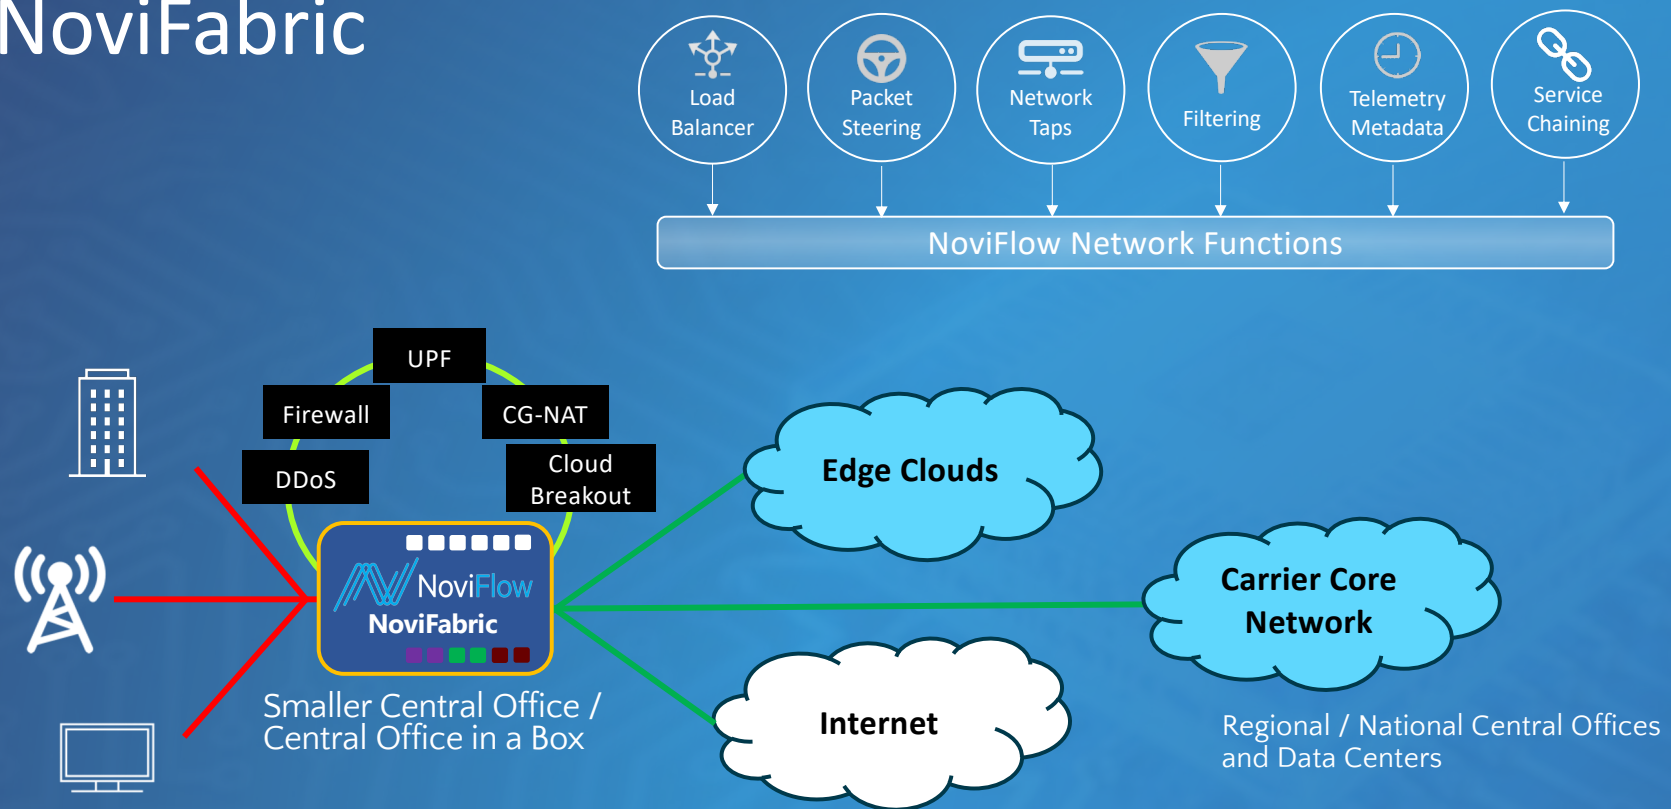 NoviFabric
Load
Balancer
Packet
Steering
Network
Taps
Filtering
Telemetry
Metadata
Service
Chaining
NoviFlow Network Functions
UPF
Firewall
CG-NAT
DDoS
Cloud
Breakout
NoviFlow
NoviFabric
Smaller Central Office /
Central Office in a Box
Edge Clouds
Carrier Core
Network
Internet
Regional / National Central Offices
and Data Centers